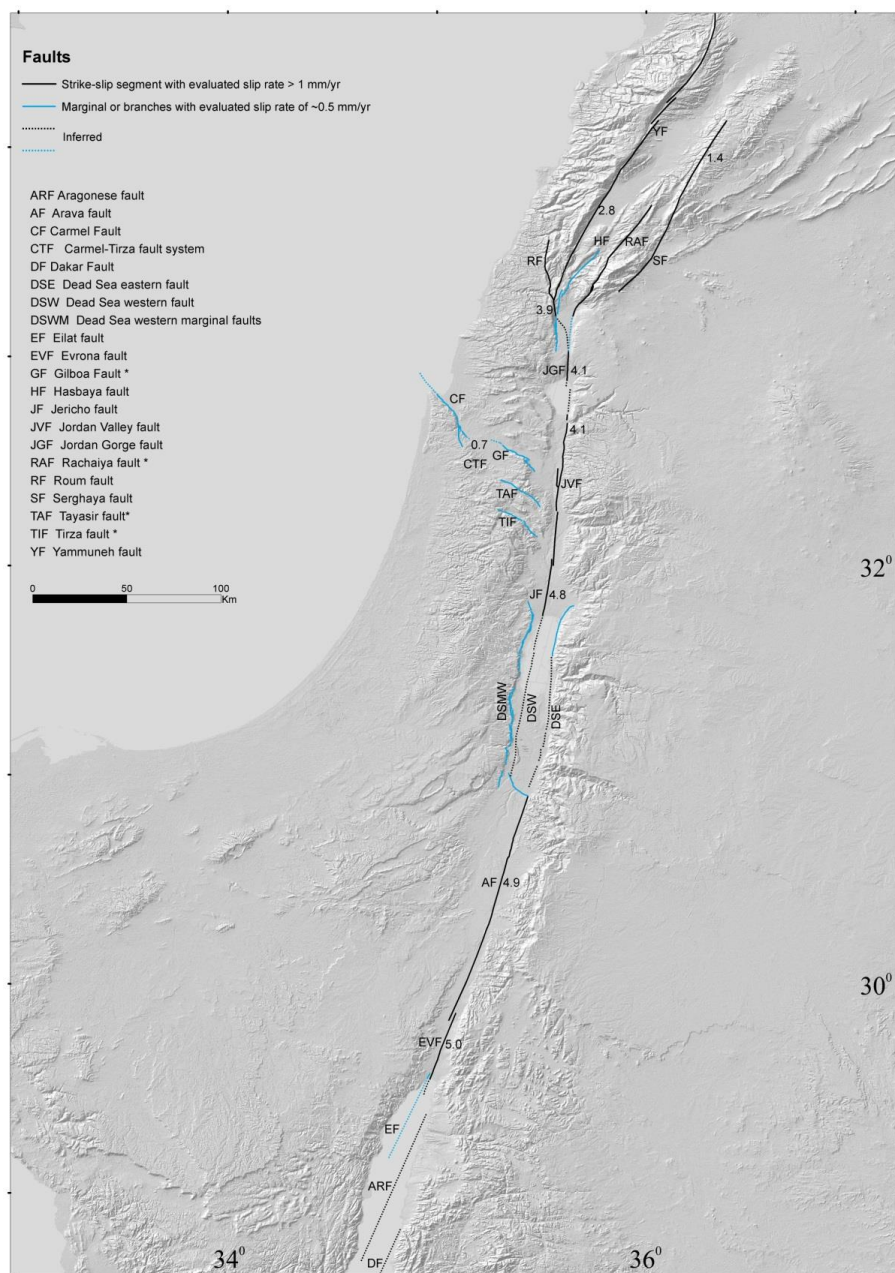 Faults
Strike-slip segment with evaluated slip rate > 1 mm/yr
Marginal or branches with evaluated slip rate of ~0.5 mm/yr
Inferred
ARF Aragonese fault
AF Arava fault
CF Carmel Fault
CTF Carmel-Tirza fault system
DF Dakar Fault
DSE Dead Sea eastern fault
DSW Dead Sea western fault
DSWM Dead Sea western marginal faults
EF Eilat fault
EVF Evrona fault
GF Gilboa Fault *
HF Hasbaya fault
JF Jericho fault
JVF Jordan Valley fault
JGF Jordan Gorge fault
RAF Rachaiya fault *
RF Roum fault
SF Serghaya fault
TAF Tayasir fault*
TIF Tirza fault *
YF Yammuneh fault
0 50 100
Km
YF
1.4
2.8
HF
RAF
RF
SF
3.9
JGF 4.1
CF
4.1
0.7
GF
CTF
JVF
TAF
TIF
32⁰
JF 4.8
DSMW
DSW
DSE
AF 4.9
30⁰
EVF 5.0
EF
ARF
DF
34⁰
36⁰